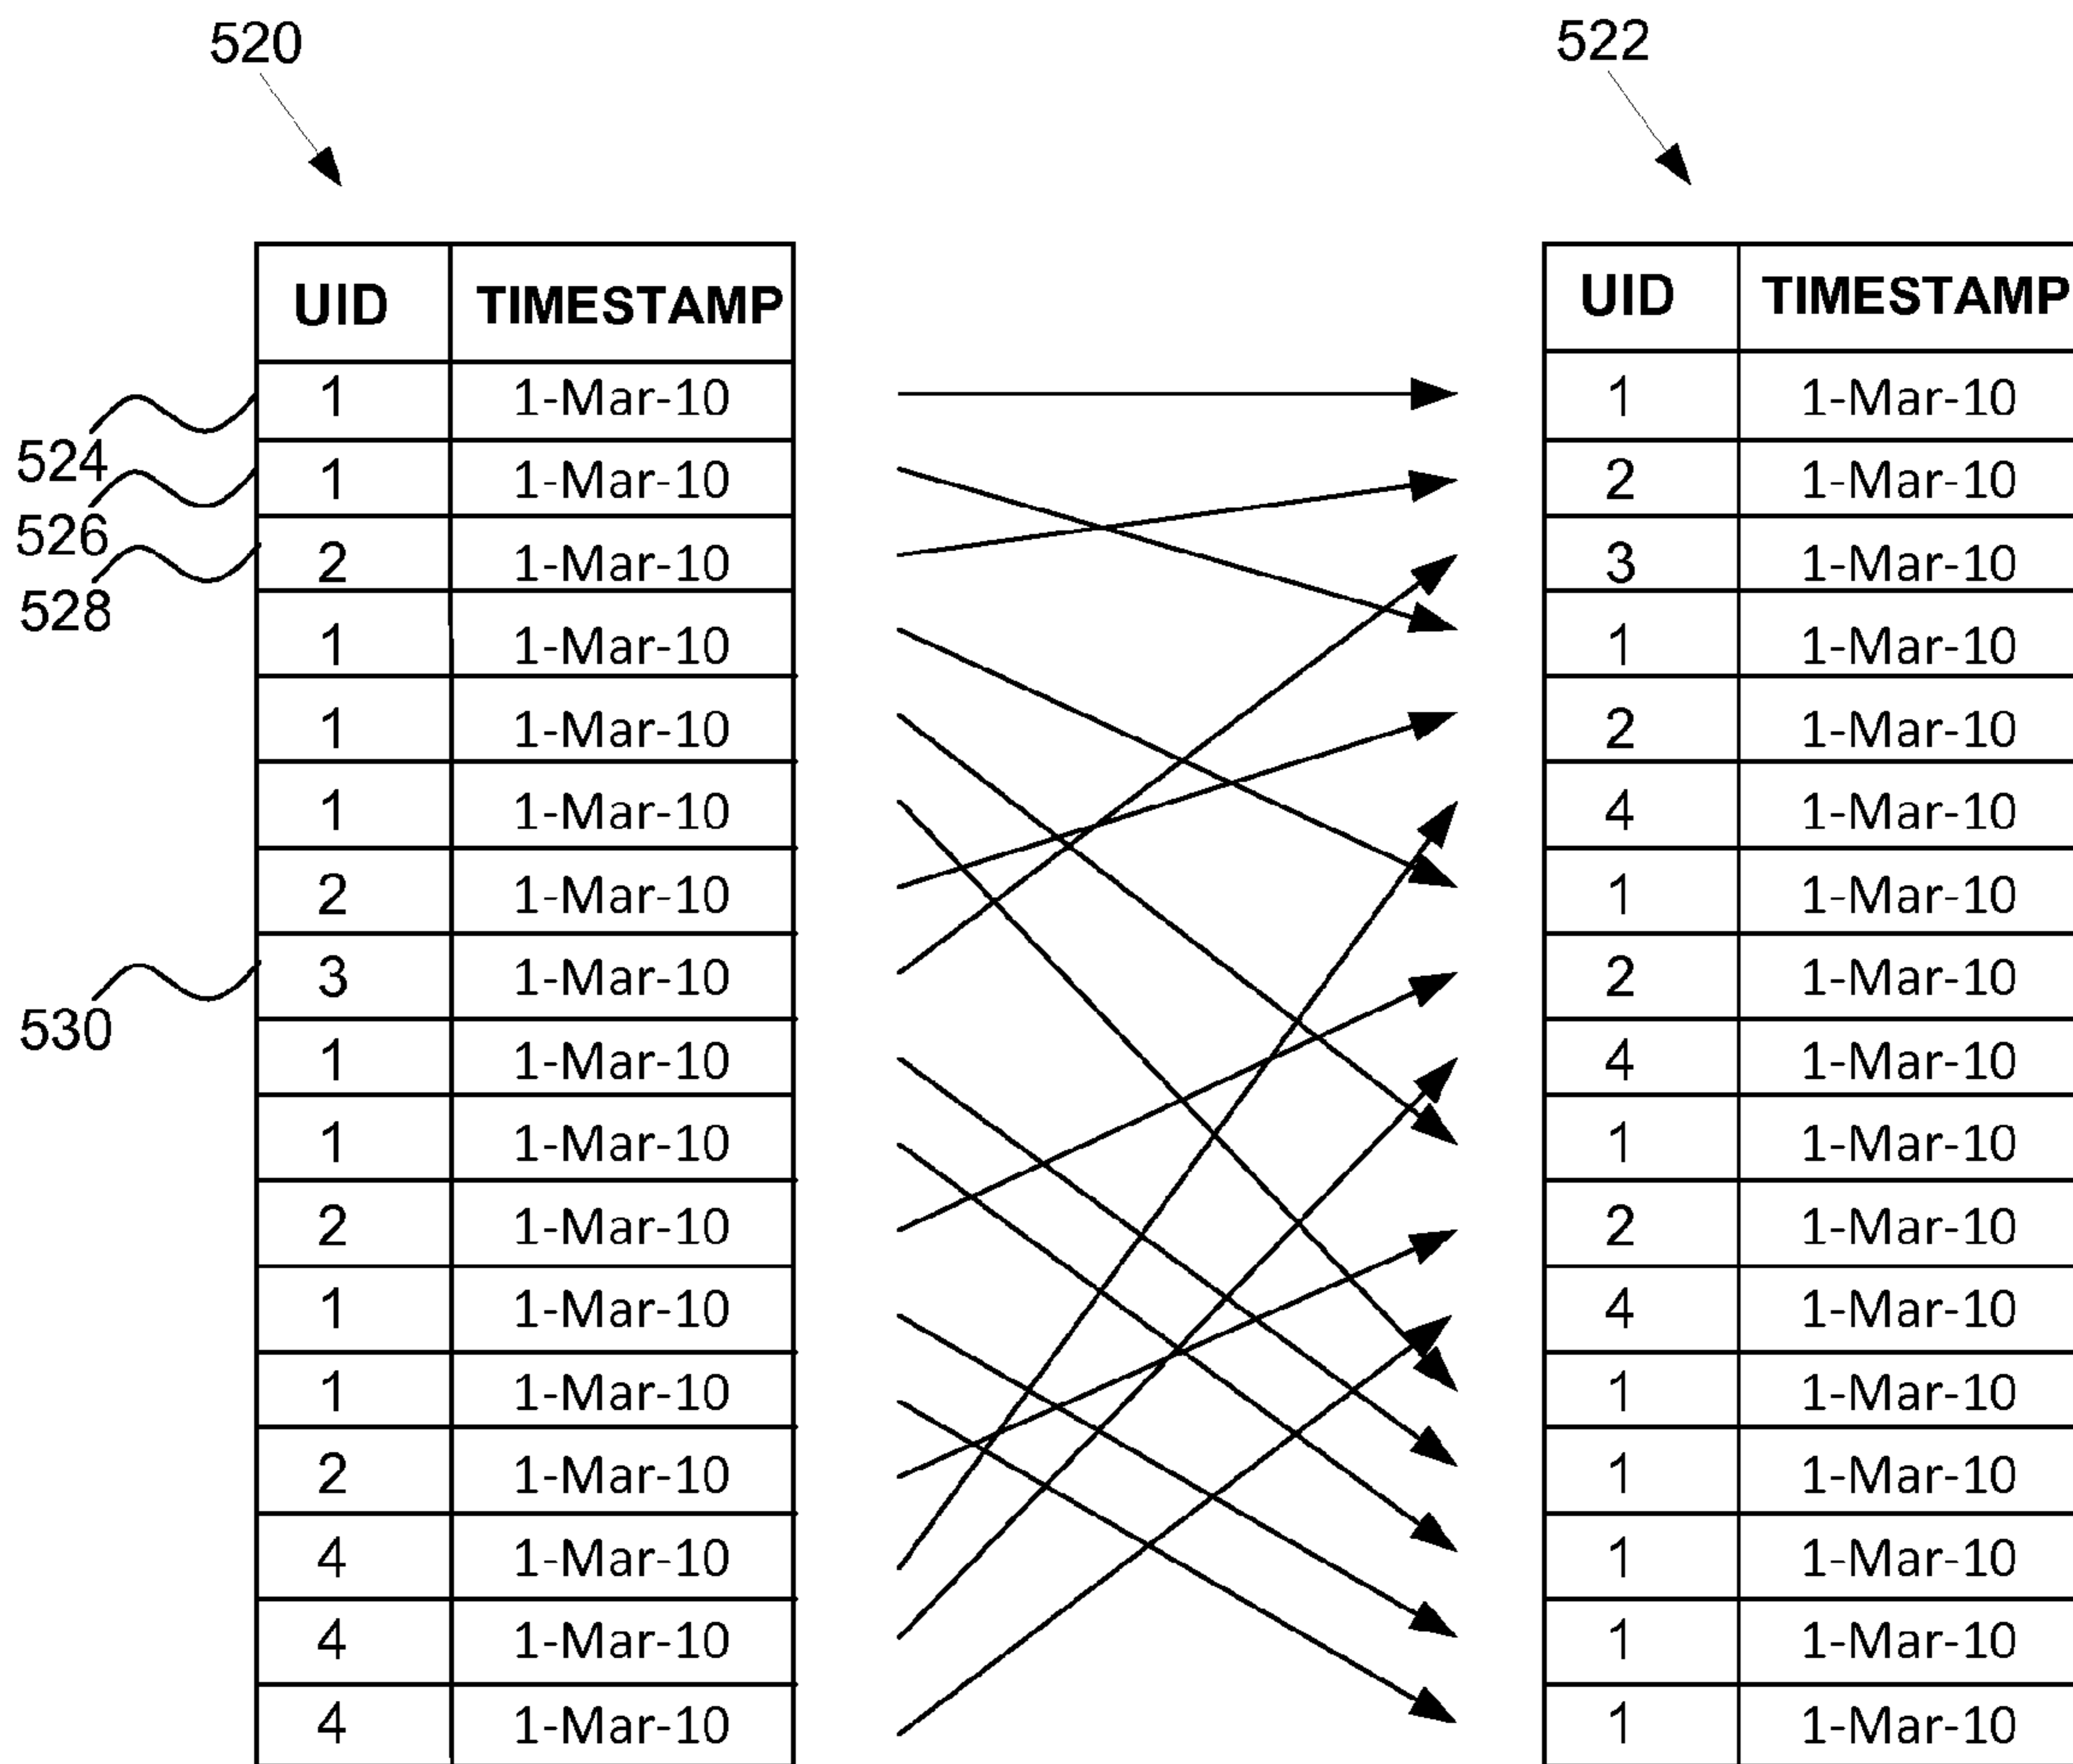 520 522
UID TIMESTAMP UID TIMESTAMP
1 1-Mar-10 1 1-Mar-10
524
1 1-Mar-10 2 1-Mar-10
526
2 1-Mar-10 3 1-Mar-10
528
1 1-Mar-10 1 1-Mar-10
1 1-Mar-10 2 1-Mar-10
1 1-Mar-10 4 1-Mar-10
2 1-Mar-10 1 1-Mar-10
3 1-Mar-10 2 1-Mar-10
530
1 1-Mar-10 4 1-Mar-10
1 1-Mar-10 1 1-Mar-10
2 1-Mar-10 2 1-Mar-10
1 1-Mar-10 4 1-Mar-10
1 1-Mar-10 1 1-Mar-10
2 1-Mar-10 1 1-Mar-10
4 1-Mar-10 1 1-Mar-10
4 1-Mar-10 1 1-Mar-10
4 1-Mar-10 1 1-Mar-10